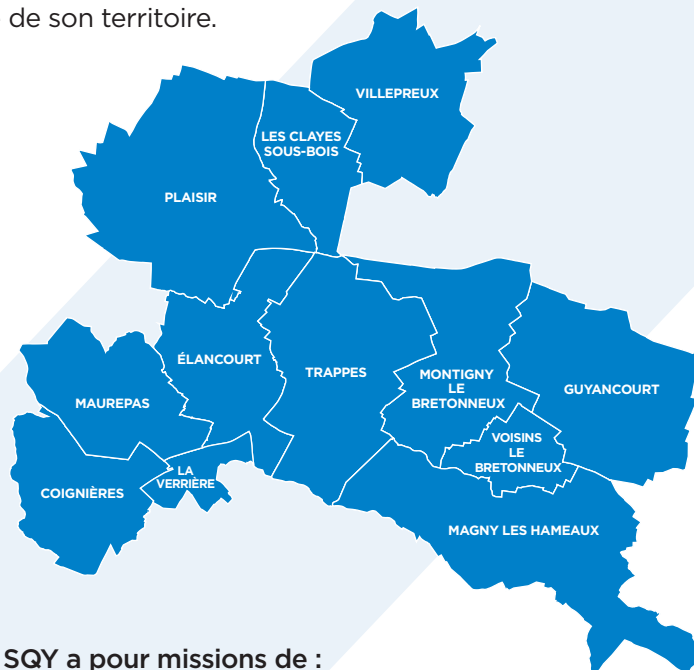 de son territoire.
VILLEPREUX
LES CLAYES
SOUS-BOIS
PLAISIR
ÉLANCOURT
TRAPPES
MONTIGNY
LE
BRETONNEUX
GUYANCOURT
MAUREPAS
VOISINS
LE
BRETONNEUX
LA
VERRIÈRE
COIGNIÈRES
MAGNY LES HAMEAUX
SQY a pour missions de :